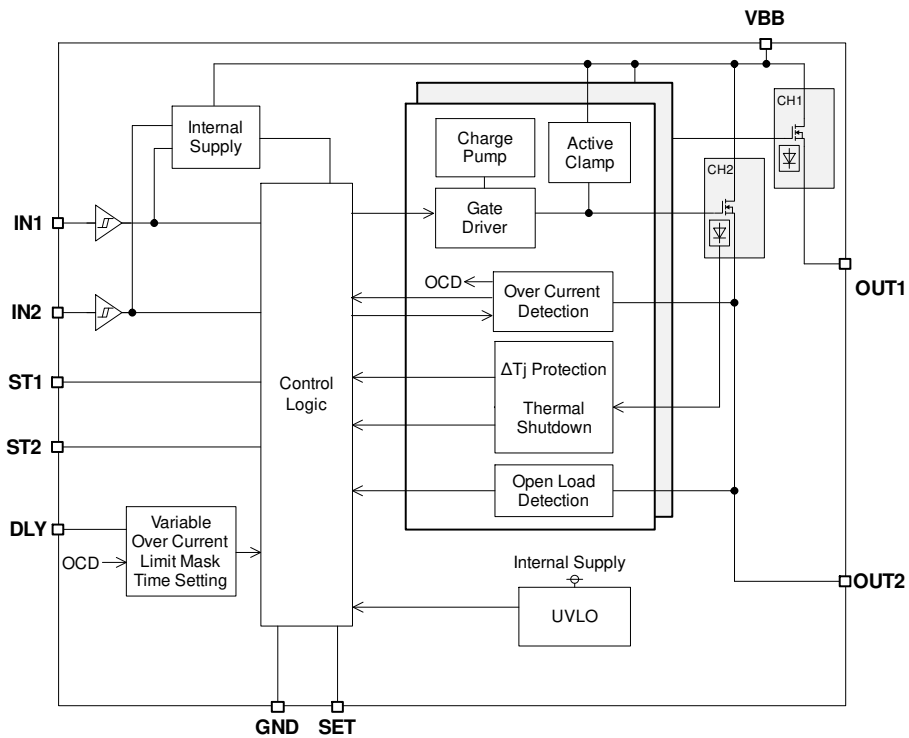 VBB
CH1
Internal
Supply
Charge
Pump
Active
Clamp
CH2
IN1
Gate
Driver
OUT1
OCD
Over Current
Detection
IN2
ST1
Control
Logic
ΔTj Protection
Thermal
Shutdown
ST2
Open Load
Detection
DLY
Variable
Over Current
Limit Mask
Time Setting
OCD
Internal Supply
UVLO
OUT2
GND
SET